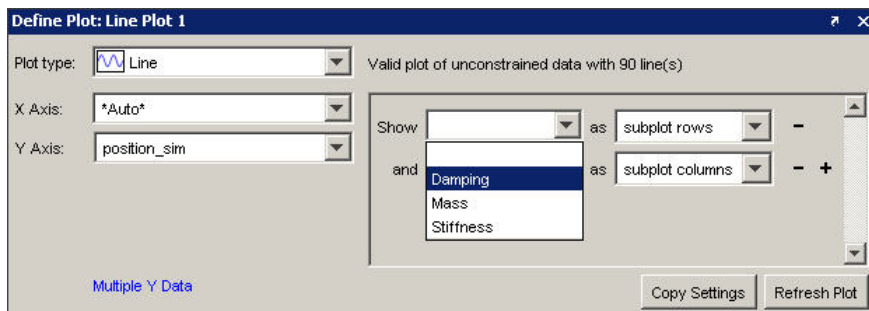 Define Plot: Line Plot 1
Plot type: Line
Valid plot of unconstrained data with 90 line(s)
X Axis: *Auto*
Y Axis: position_sim
Show as subplot rows
and as subplot columns
Damping
Mass
Stiffness
Multiple Y Data
Copy Settings
Refresh Plot